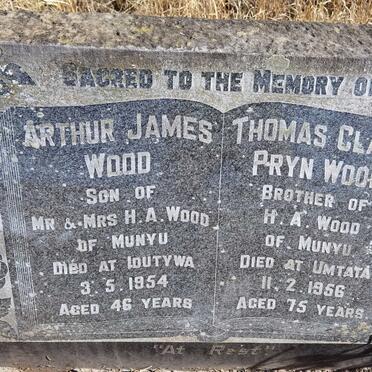 SACRED TO THE MEMORY OF
ARTHUR JAMES
WOOD
SON OF
MR & MRS H.A. WOOD
OF MUNYU
DIED AT IDUTYWA
3.5.1954
AGED 46 YEARS
THOMAS CLA
PRYN WOOD
BROTHER OF
H.A. WOOD
OF MUNYU
DIED AT UMTATA
11.2.1956
AGED 75 YEARS
"At Rest"